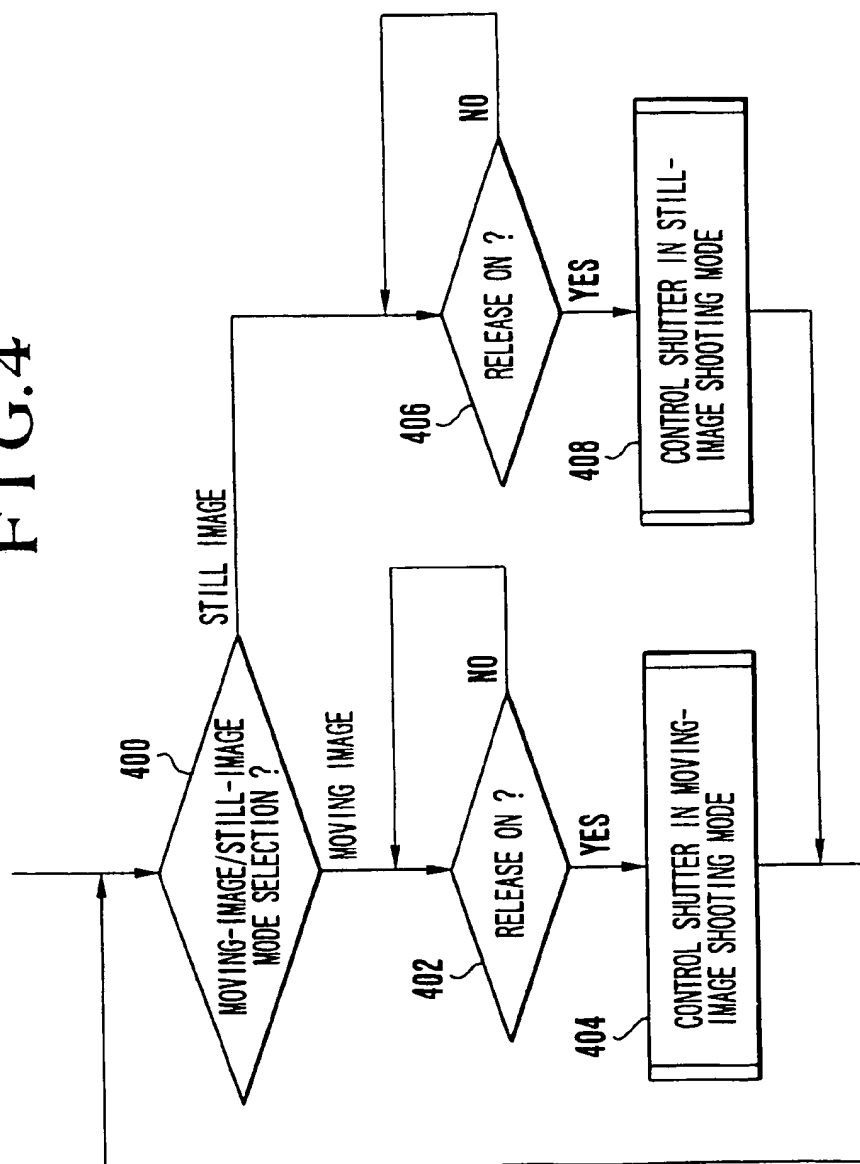 FIG.4
400
MOVING-IMAGE/STILL-IMAGE
MODE SELECTION ?
STILL IMAGE
MOVING IMAGE
402
RELEASE ON ?
NO
YES
404
CONTROL SHUTTER IN MOVING-
IMAGE SHOOTING MODE
406
RELEASE ON ?
NO
YES
408
CONTROL SHUTTER IN STILL-
IMAGE SHOOTING MODE